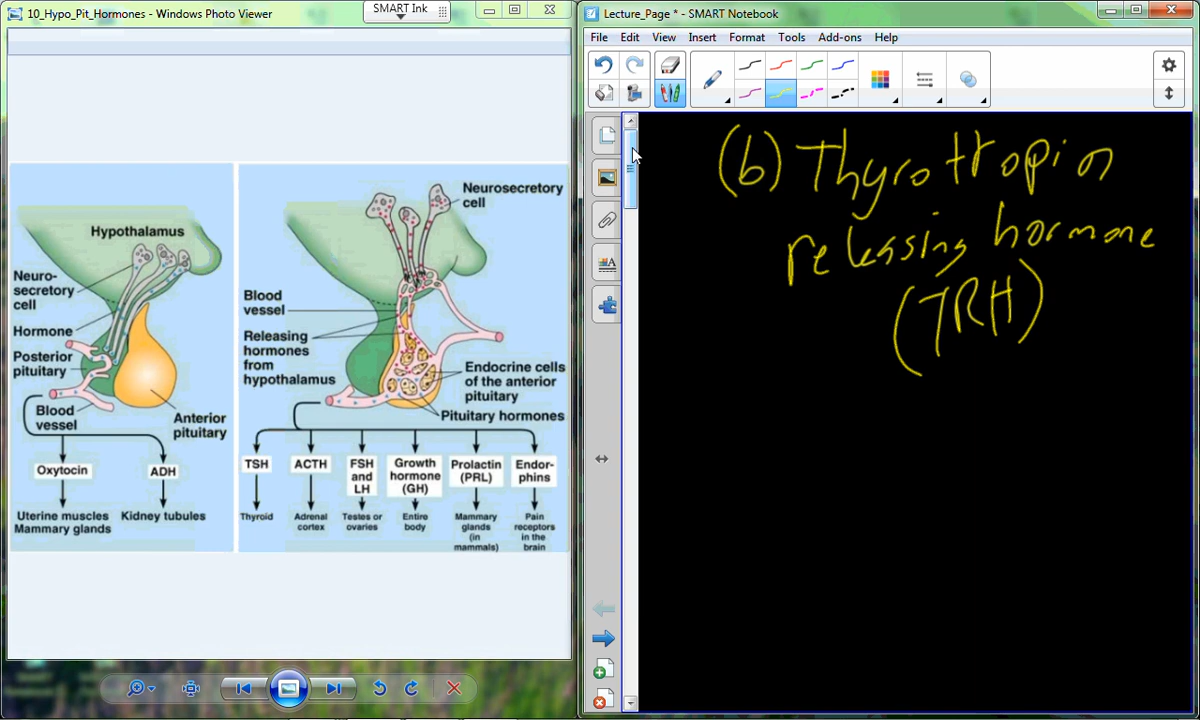 10_Hypo_Pit_Hormones - Windows Photo Viewer
SMART Ink
Hypothalamus
Neuro-
secretory
cell
Hormone
Posterior
pituitary
Blood
vessel
Anterior
pituitary
Oxytocin
ADH
Uterine muscles
Mammary glands
Kidney tubules
Neurosecretory
cell
Blood
vessel
Releasing
hormones
from
hypothalamus
Endocrine cells
of the anterior
pituitary
Pituitary hormones
TSH
ACTH
FSH
and
LH
Growth
hormone
(GH)
Prolactin
(PRL)
Endor-
phins
Thyroid
Adrenal
cortex
Testes or
ovaries
Entire
body
Mammary
glands
(in
mammals)
Pain
receptors
in the
brain
Lecture_Page * - SMART Notebook
File Edit View Insert Format Tools Add-ons Help
(b) Thyrotropin
releasing hormone
(TRH)